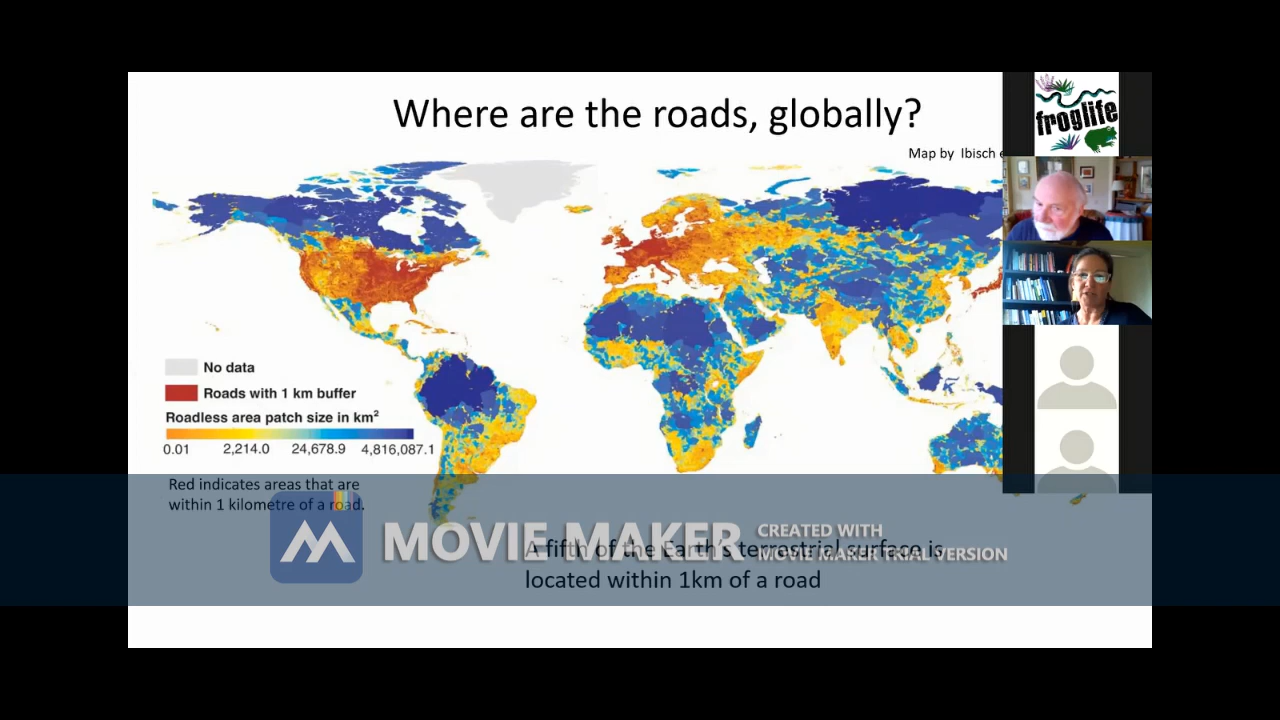 Where are the roads, globally?
froglife
Map by Ibisch
No data
Roads with 1 km buffer
Roadless area patch size in km²
0.01 2,214.0 24,678.9 4,816,087.1
Red indicates areas that are
within 1 kilometre of a road.
MOVIE MAKER
CREATED WITH
MOVIE MAKER TRIAL VERSION
A fifth of the Earth's terrestrial surface is
located within 1km of a road